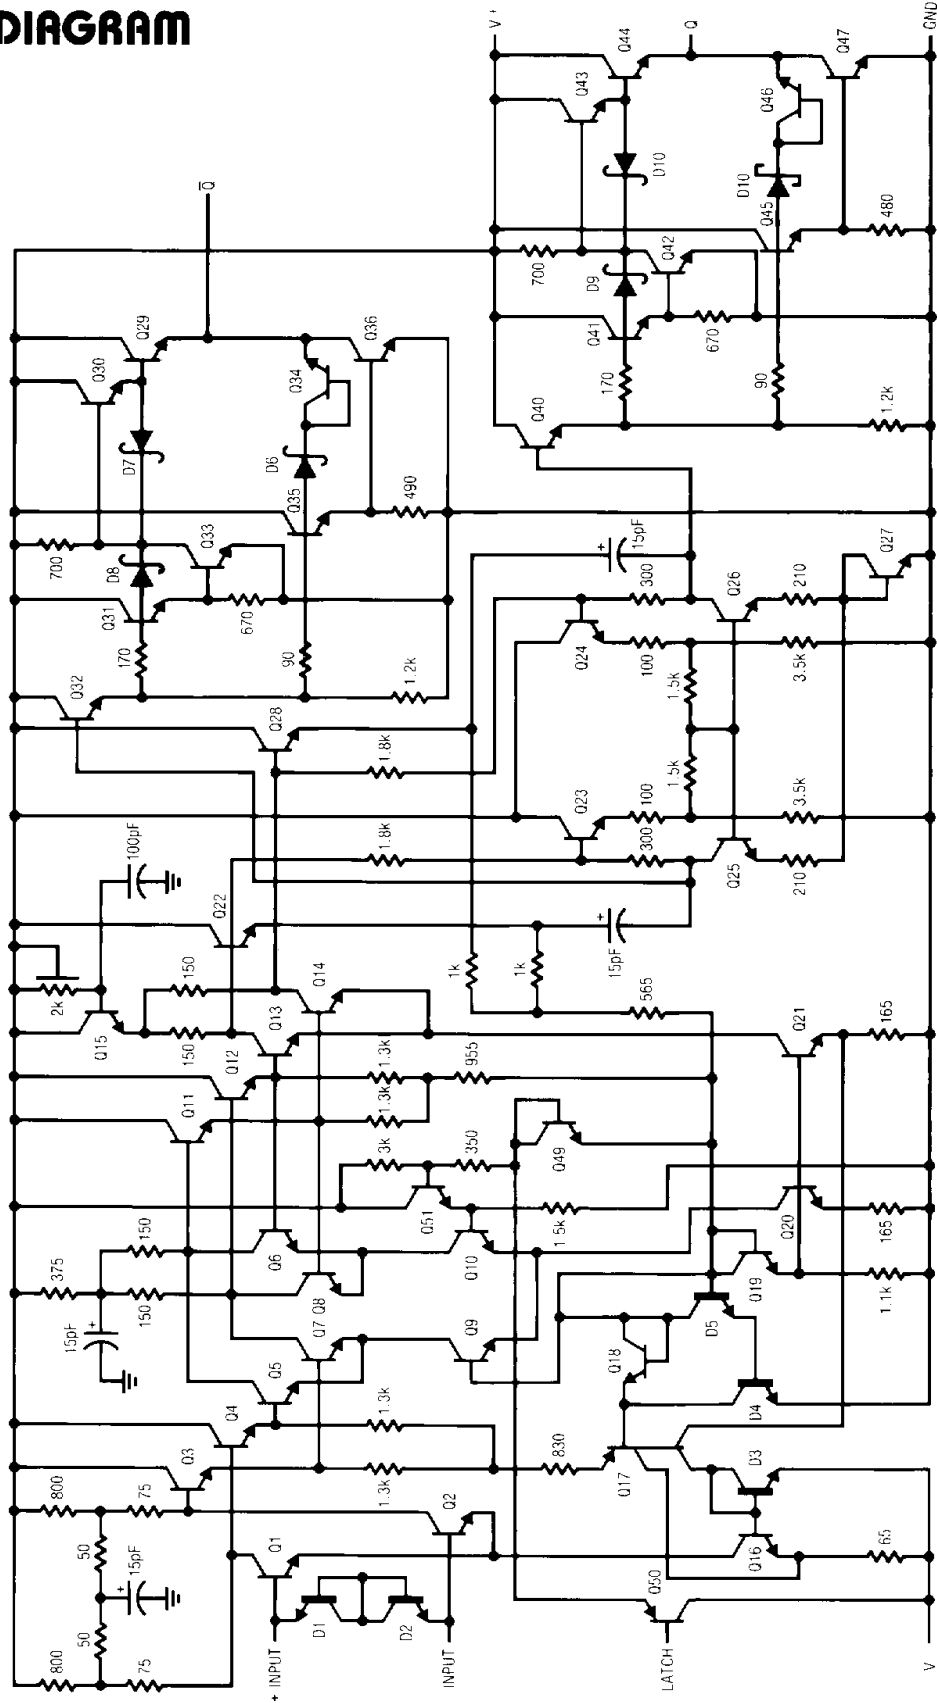 DIAGRAM
V +
Q44
Q
Q47
GND
Q43
Q46
D10
D10
Q45
480
700
Q42
D9
Q41
670
170
90
Q40
1.2k
Q
Q29
Q30
Q36
Q34
D7
D6
Q35
490
700
Q33
D8
Q31
670
170
90
Q32
1.2k
15pF
300
Q26
210
Q27
Q24
100
1.5k
3.5k
Q28
1.8k
1.5k
Q23
100
3.5k
1.8k
300
Q25
210
100pF
Q22
15pF
1k
1k
565
2k
150
Q14
Q15
150
Q13
Q12
1.3k
955
Q21
165
Q11
1.3k
3k
350
Q49
Q51
1 5k
Q20
165
375
150
Q6
Q10
150
Q8
Q19
1.1k
15pF
Q7
Q9
D5
Q5
Q18
Q4
1.3k
D4
Q3
830
Q17
800
75
1.3k
Q2
D3
50
15pF
Q1
Q16
65
Q50
50
D1
D2
800
75
+ INPUT
INPUT
LATCH
V